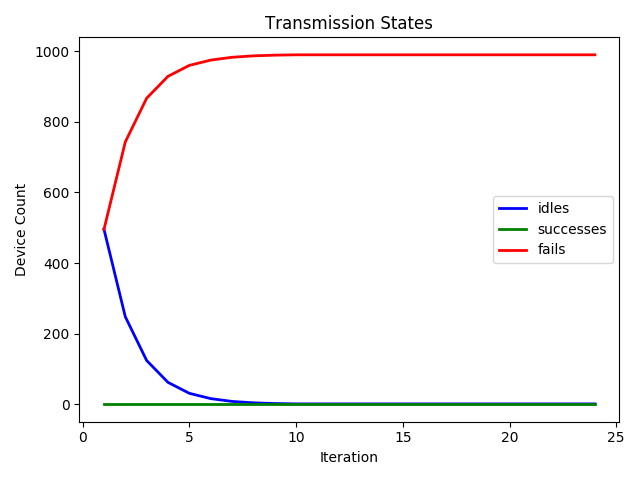 Transmission States
Device Count
1000
800
600
400
200
0
idles
successes
fails
0 5 10 15 20 25
Iteration